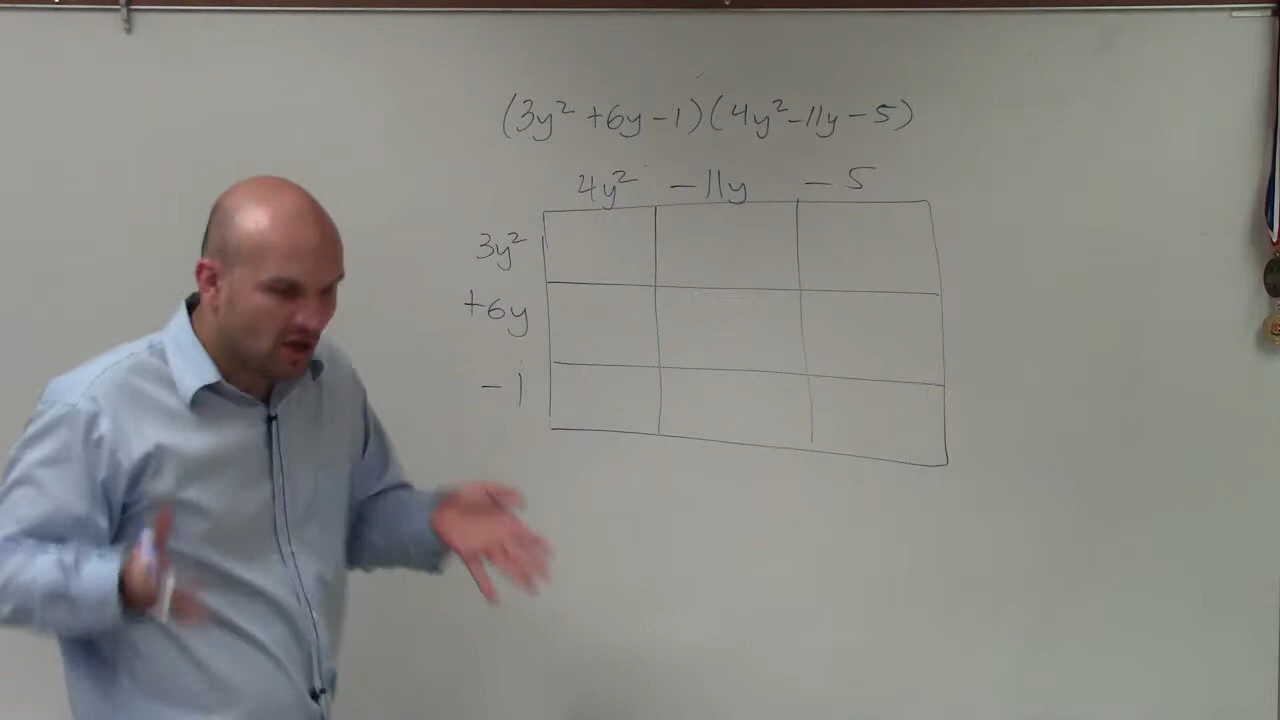 (3y² + 6y - 1)(4y² - 11y - 5)
4y² - 11y - 5
3y²
+6y
- 1